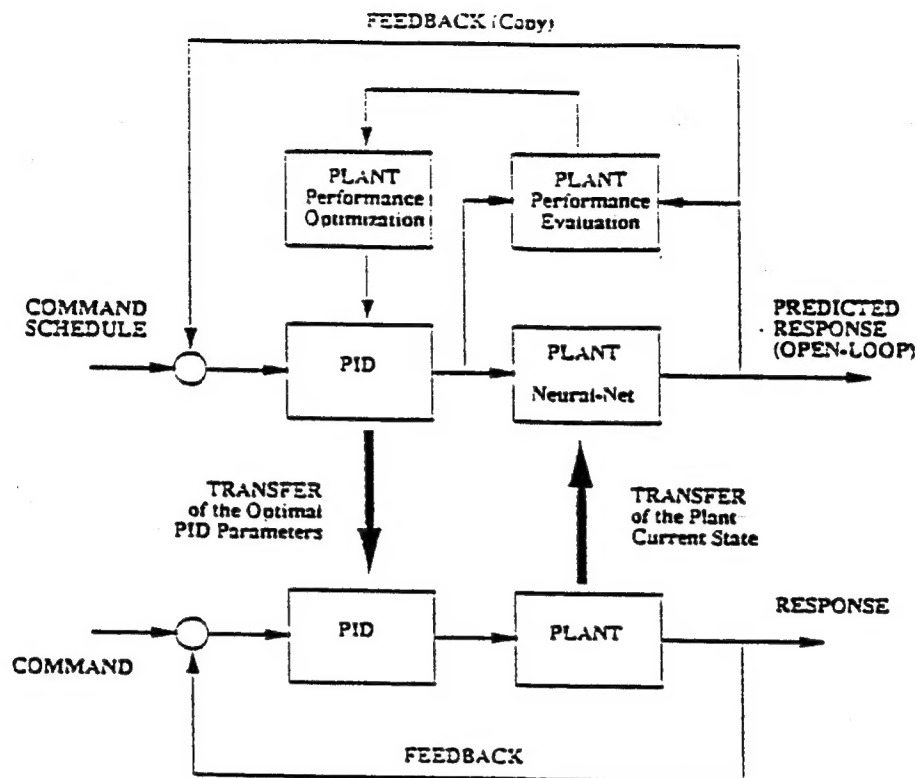 FEEDBACK (Copy)
PLANT
Performance
Optimization
PLANT
Performance
Evaluation
COMMAND
SCHEDULE
PID
PLANT
Neural-Net
PREDICTED
RESPONSE
(OPEN-LOOP)
TRANSFER
of the Optimal
PID Parameters
TRANSFER
of the Plant
Current State
COMMAND
PID
PLANT
RESPONSE
FEEDBACK